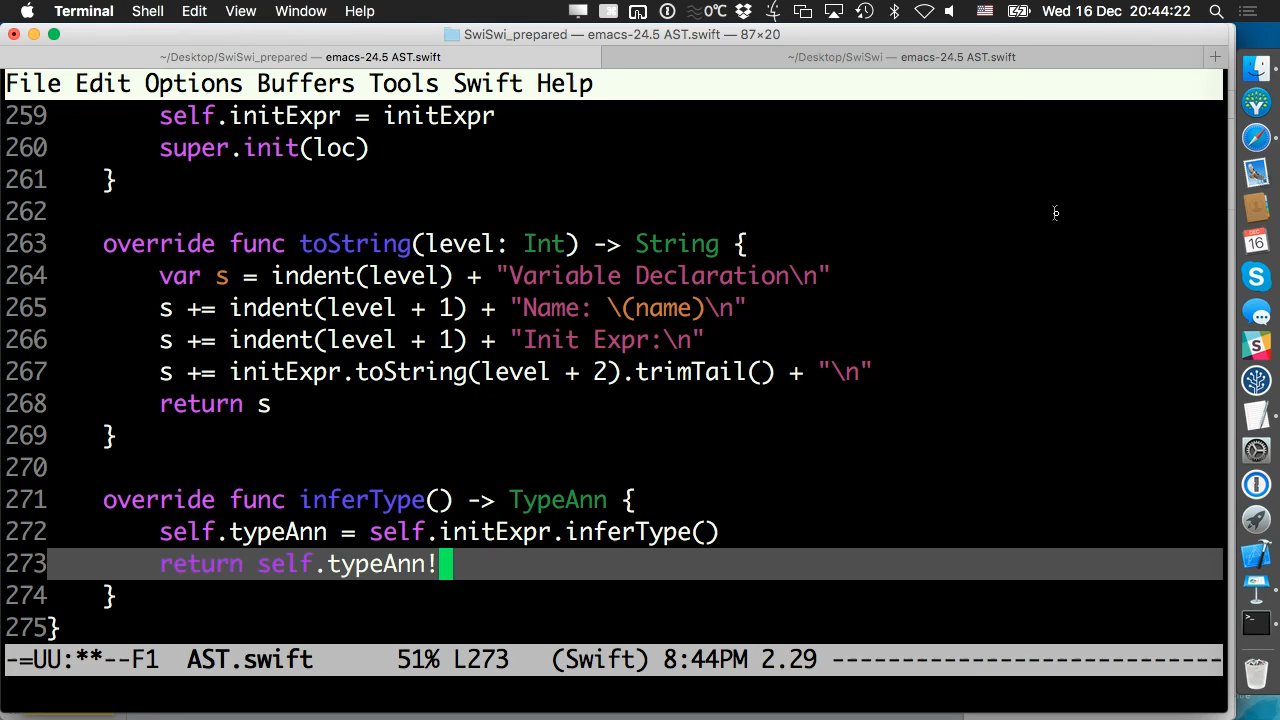 Terminal Shell Edit View Window Help 0°C Wed 16 Dec 20:44:22
SwiSwi_prepared — emacs-24.5 AST.swift — 87×20
~/Desktop/SwiSwi_prepared — emacs-24.5 AST.swift ~/Desktop/SwiSwi — emacs-24.5 AST.swift +
File Edit Options Buffers Tools Swift Help
259 self.initExpr = initExpr
260 super.init(loc)
261 }
262
263 override func toString(level: Int) -> String {
264 var s = indent(level) + "Variable Declaration\n"
265 s += indent(level + 1) + "Name: \(name)\n"
266 s += indent(level + 1) + "Init Expr:\n"
267 s += initExpr.toString(level + 2).trimTail() + "\n"
268 return s
269 }
270
271 override func inferType() -> TypeAnn {
272 self.typeAnn = self.initExpr.inferType()
273 return self.typeAnn!
274 }
275}
-=UU:**--F1 AST.swift 51% L273 (Swift) 8:44PM 2.29 ----------------------------
DEC
16